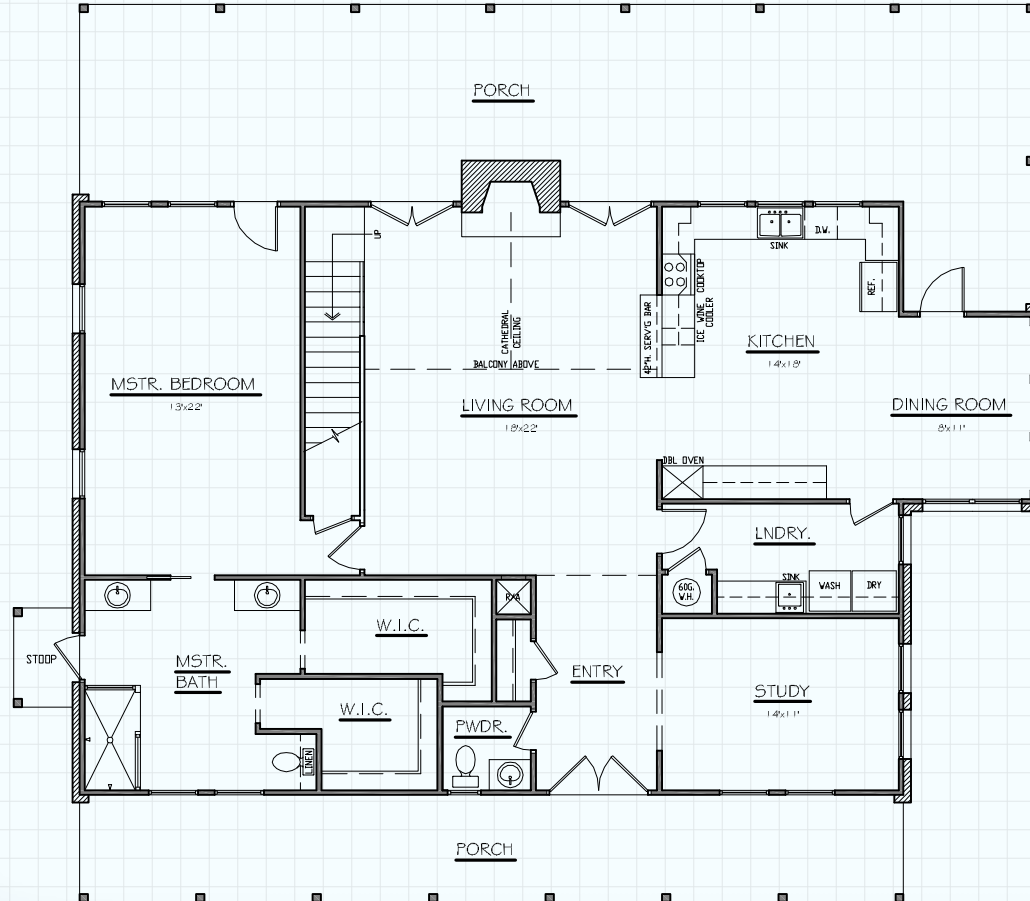 PORCH
UP
D.W.
SINK
COOKTOP
REF.
ICE WINE
COOLER
42"H. SERV'G BAR
CATHEDRAL
CEILING
KITCHEN
14'x18'
BALCONY ABOVE
MSTR. BEDROOM
13'x22'
LIVING ROOM
18'x22'
DINING ROOM
8'x11'
DBL OVEN
LNDRY.
SINK
WASH
DRY
60G.
W.H.
R/A
W.I.C.
STOOP
MSTR.
BATH
ENTRY
STUDY
14'x11'
W.I.C.
PWDR.
LINEN
PORCH